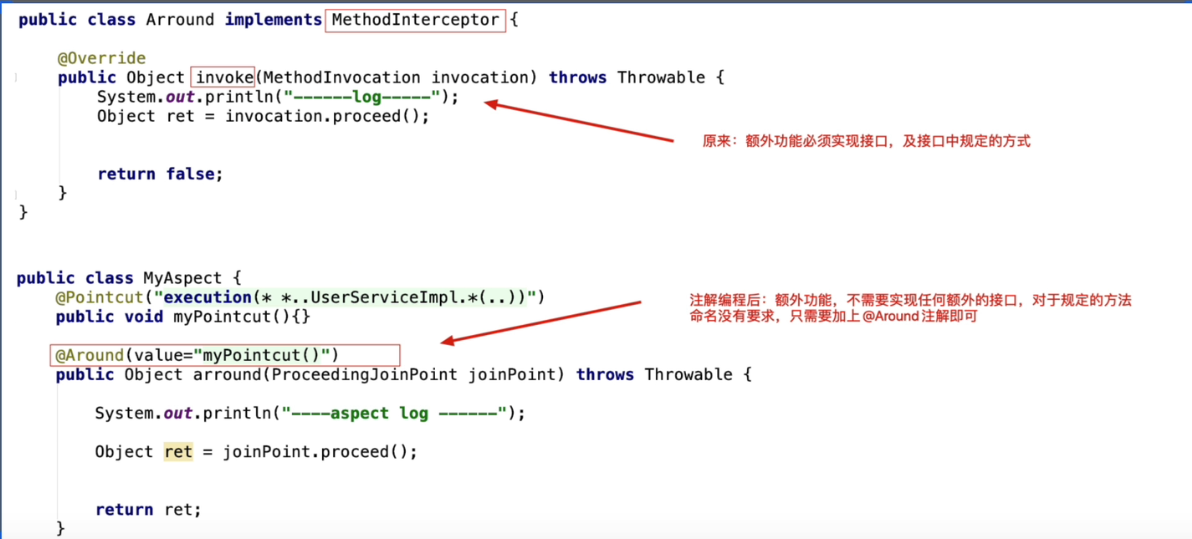 public class Arround implements MethodInterceptor {
@Override
public Object invoke(MethodInvocation invocation) throws Throwable {
System.out.println("------log-----");
Object ret = invocation.proceed();
原来：额外功能必须实现接口，及接口中规定的方式
return false;
}
}
public class MyAspect {
@Pointcut("execution(* *..UserServiceImpl.*(..))")
public void myPointcut(){}
注解编程后：额外功能，不需要实现任何额外的接口，对于规定的方法
命名没有要求，只需要加上@Around注解即可
@Around(value="myPointcut()")
public Object arround(ProceedingJoinPoint joinPoint) throws Throwable {
System.out.println("----aspect log ------");
Object ret = joinPoint.proceed();
return ret;
}